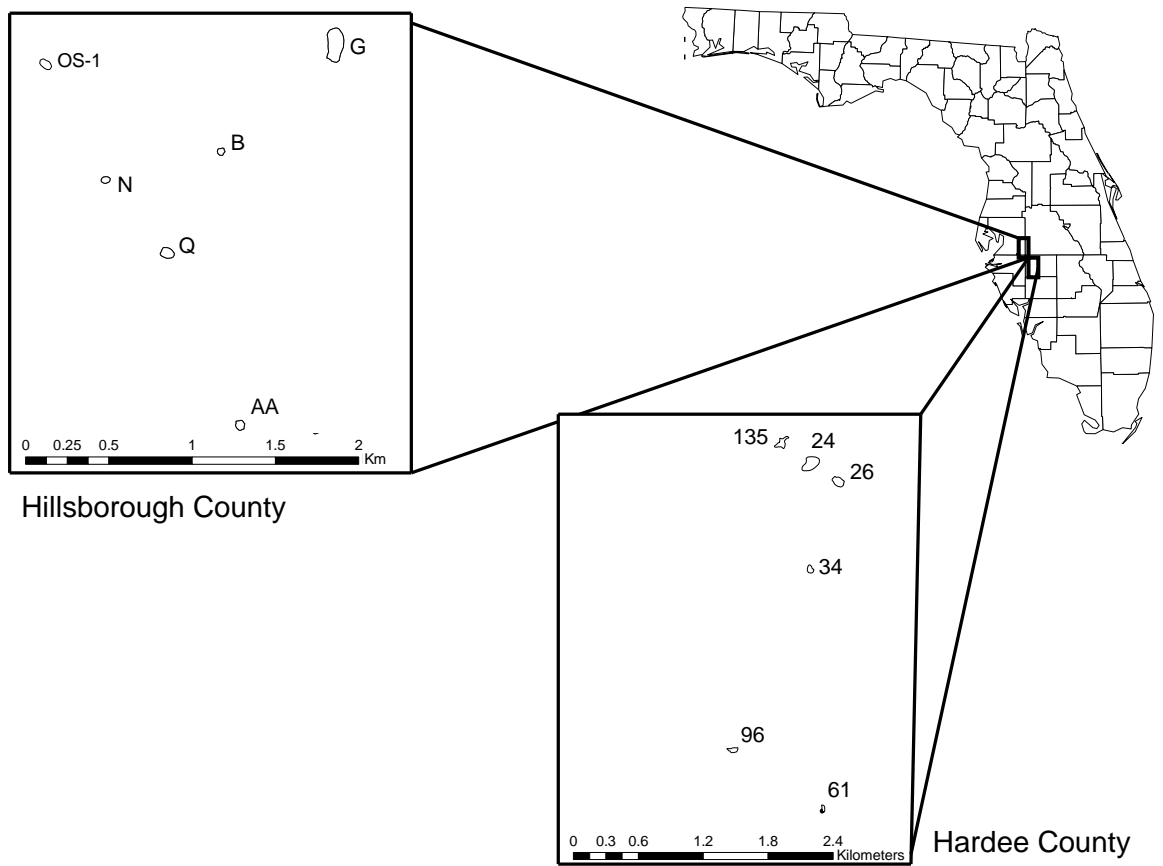 G
OS-1
B
N
Q
AA
0 0.25 0.5 1 1.5 2
Km
Hillsborough County
135 24
26
34
96
61
0 0.3 0.6 1.2 1.8 2.4
Kilometers
Hardee County